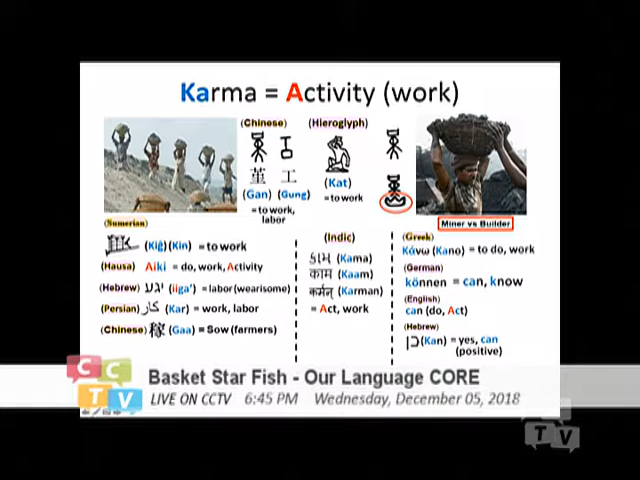 Karma = Activity (work)
(Chinese)
(Hieroglyph)
堇 工
(Gan) (Gung)
= to work,
labor
(Kat)
= to work
Miner vs Builder
(Sumerian)
(Kiĝ) (Kin) = to work
(Hausa) Aiki = do, work, Activity
(Hebrew) יגע (iiga') = labor (wearisome)
(Persian) کار (Kar) = work, labor
(Chinese) 稼 (Gaa) = Sow (farmers)
(Indic)
કામ (Kama)
काम (Kaam)
कर्मन् (Karman)
= Act, work
(Greek)
Κάνω (Kano) = to do, work
(German)
können = can, know
(English)
can (do, Act)
(Hebrew)
כן (Kan) = yes, can
(positive)
CCTV
Basket Star Fish - Our Language CORE
LIVE ON CCTV 6:45 PM Wednesday, December 05, 2018
TV